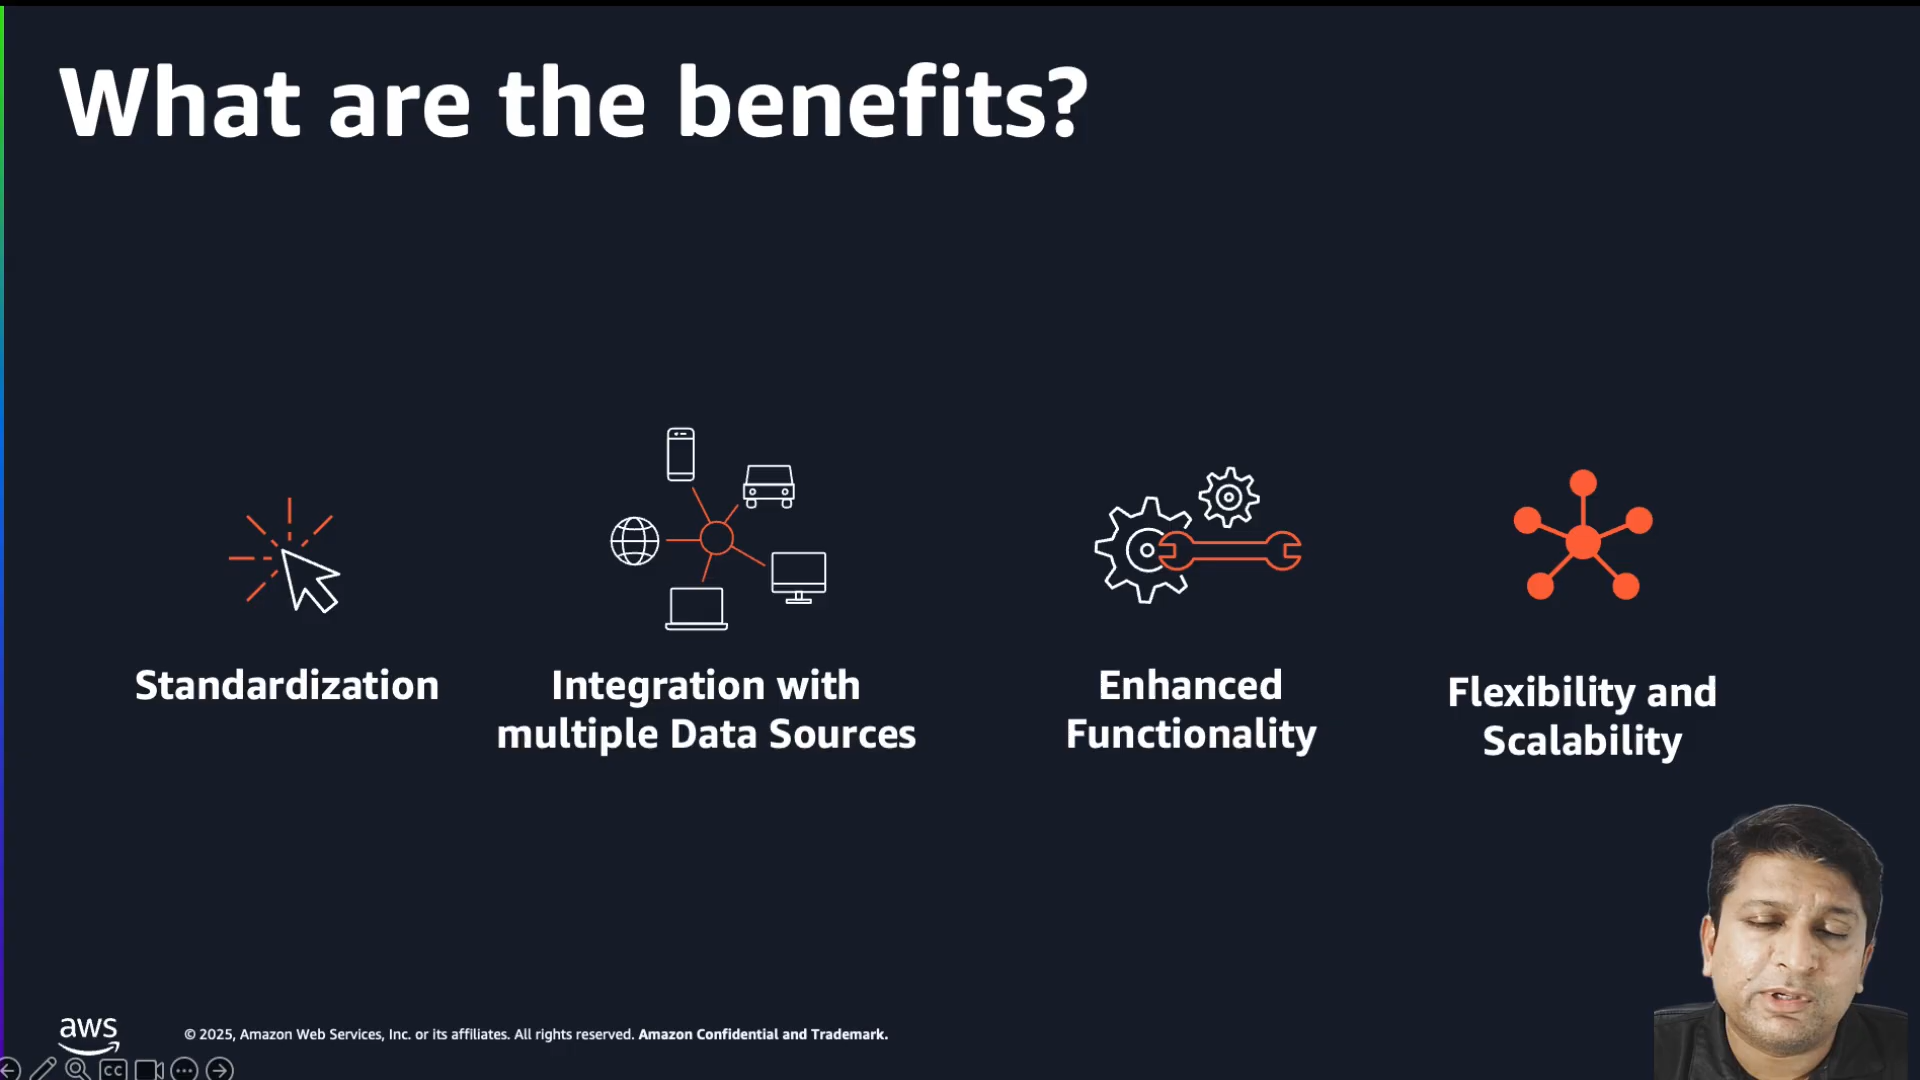 What are the benefits?
Standardization
Integration with
multiple Data Sources
Enhanced
Functionality
Flexibility and
Scalability
aws
© 2025, Amazon Web Services, Inc. or its affiliates. All rights reserved. Amazon Confidential and Trademark.
CC